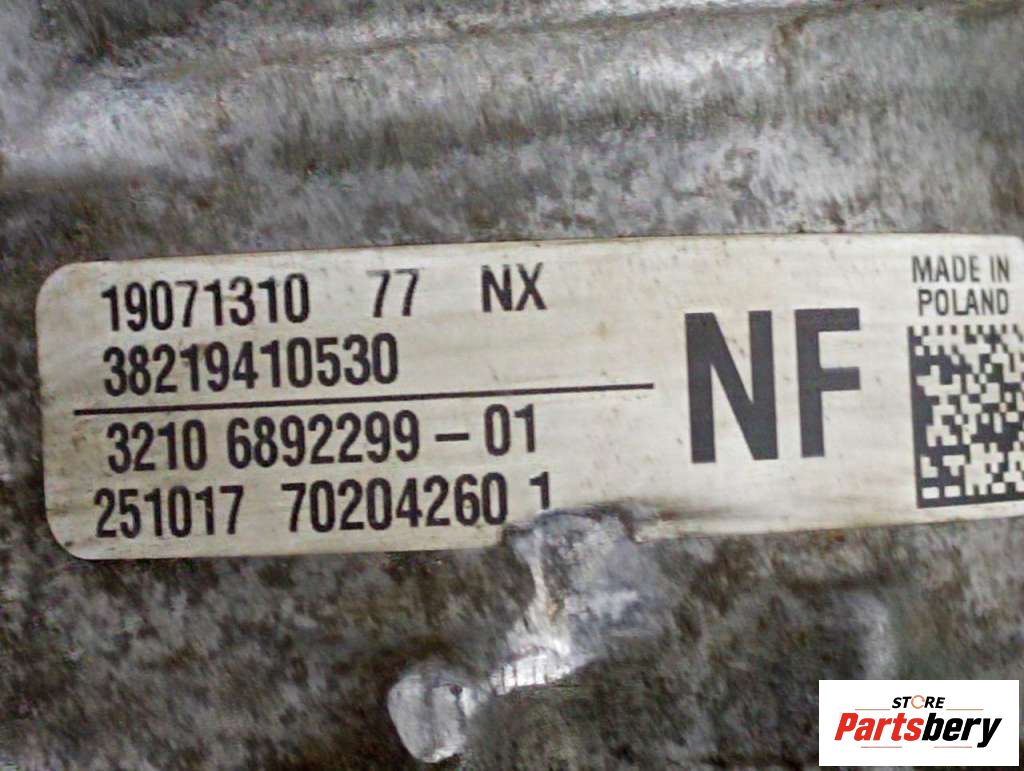 19071310 77 NX
38219410530
3210 6892299-01
251017 70204260 1
NF
MADE IN
POLAND
STORE
Partsbery